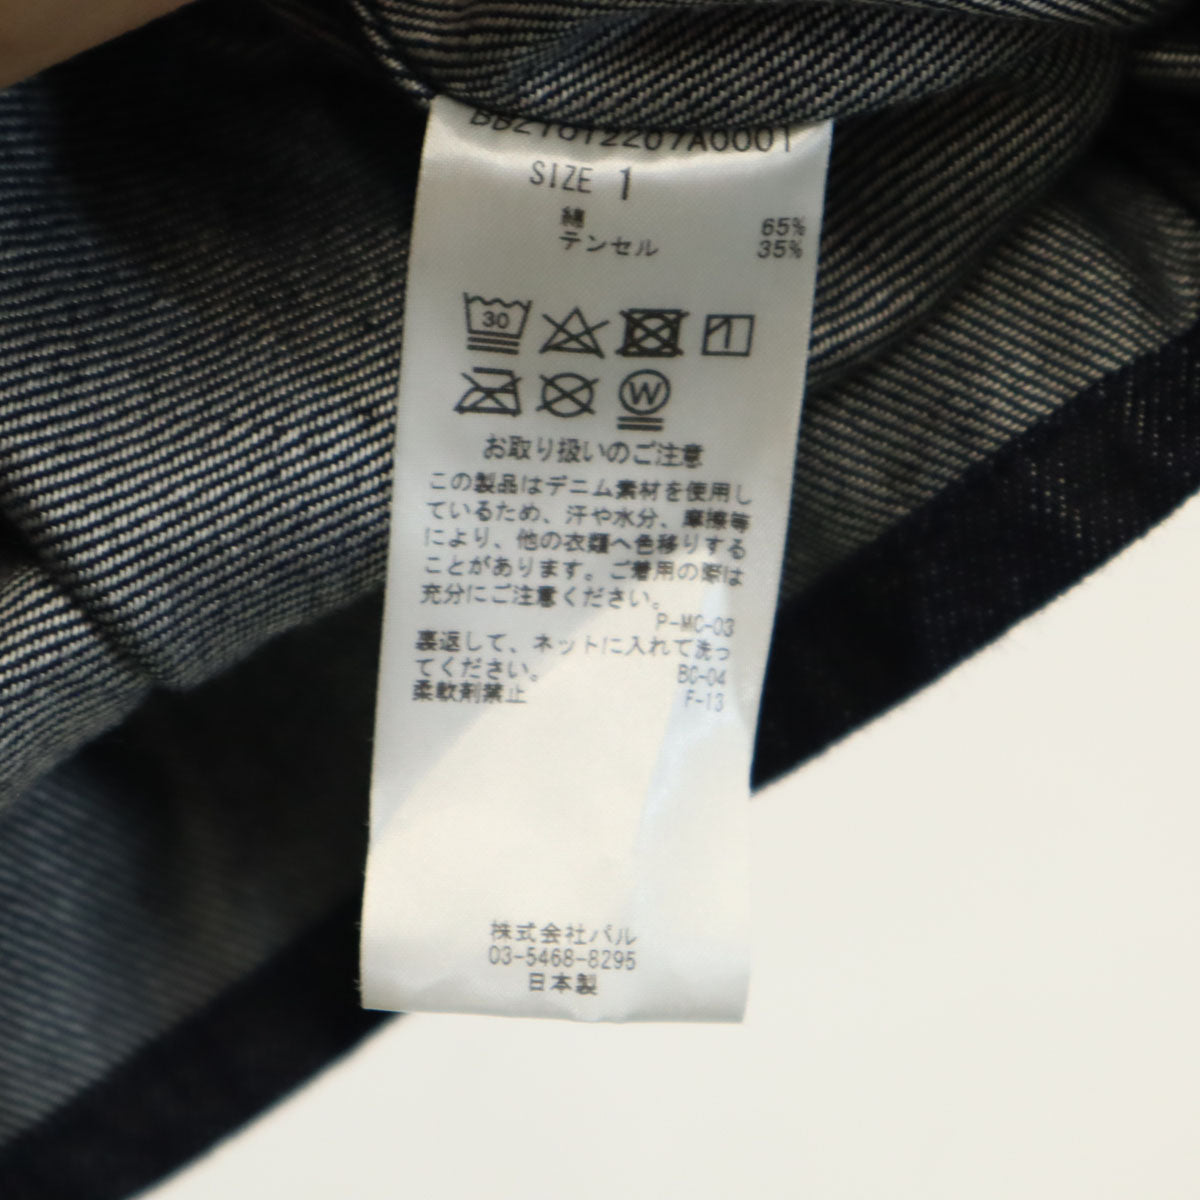 BB21612207A0001
SIZE 1
綿 65%
テンセル 35%
30
W
お取り扱いのご注意
この製品はデニム素材を使用し
ているため、汗や水分、摩擦等
により、他の衣類へ色移りする
ことがあります。ご着用の際は
充分にご注意ください。
P-MC-03
裏返して、ネットに入れて洗っ
てください。 BC-04
柔軟剤禁止 F-13
株式会社パル
03-5468-8295
日本製